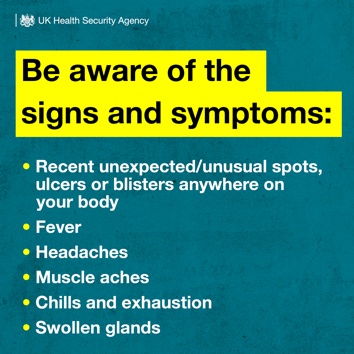 UK Health Security Agency
Be aware of the
signs and symptoms:
• Recent unexpected/unusual spots,
ulcers or blisters anywhere on
your body
• Fever
• Headaches
• Muscle aches
• Chills and exhaustion
• Swollen glands